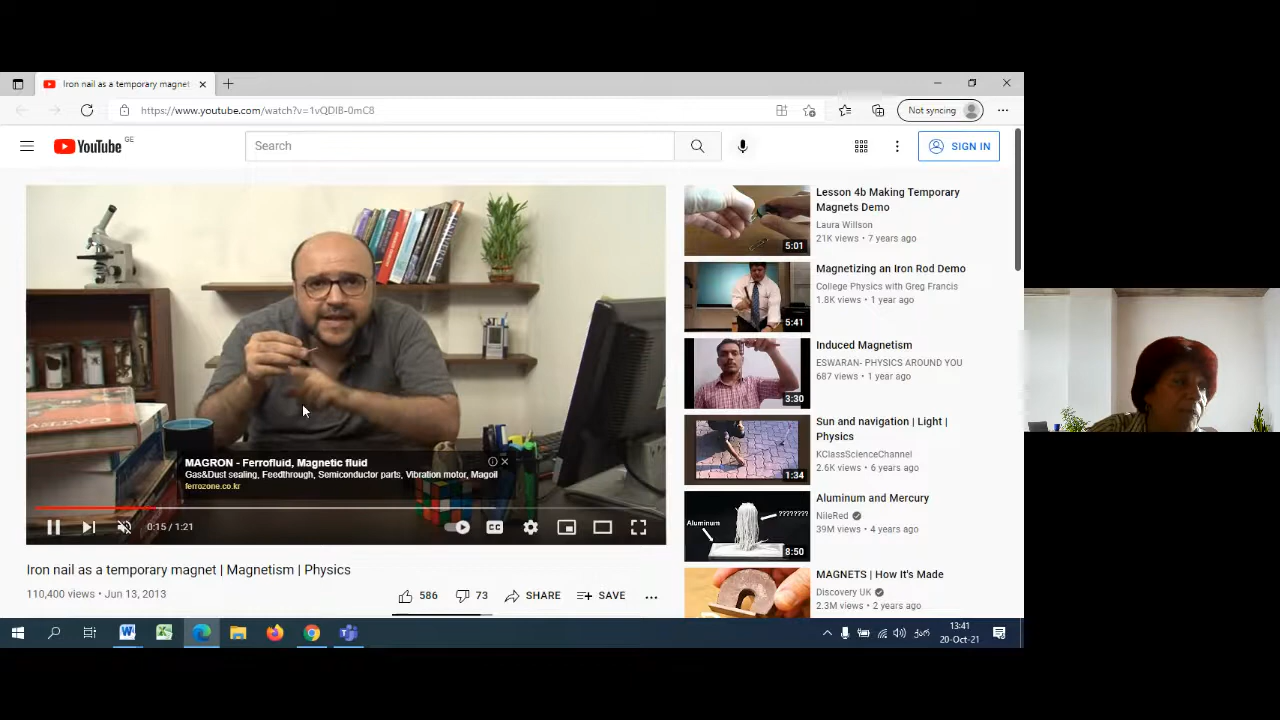 Iron nail as a temporary magnet
https://www.youtube.com/watch?v=1vQDIB-0mC8
Not syncing
YouTube GE
Search
SIGN IN
MAGRON - Ferrofluid, Magnetic fluid
Gas&Dust sealing, Feedthrough, Semiconductor parts, Vibration motor, Magoil
ferrozone.co.kr
0:15 / 1:21
CC
Iron nail as a temporary magnet | Magnetism | Physics
110,400 views • Jun 13, 2013
586
73
SHARE
SAVE
5:01
Lesson 4b Making Temporary
Magnets Demo
Laura Willson
21K views • 7 years ago
5:41
Magnetizing an Iron Rod Demo
College Physics with Greg Francis
1.8K views • 1 year ago
3:30
Induced Magnetism
ESWARAN- PHYSICS AROUND YOU
687 views • 1 year ago
1:34
Sun and navigation | Light |
Physics
KClassScienceChannel
2.6K views • 6 years ago
Aluminum
????????
8:50
Aluminum and Mercury
NileRed
39M views • 4 years ago
MAGNETS | How It's Made
Discovery UK
2.3M views • 2 years ago
ქარ
13:41
20-Oct-21